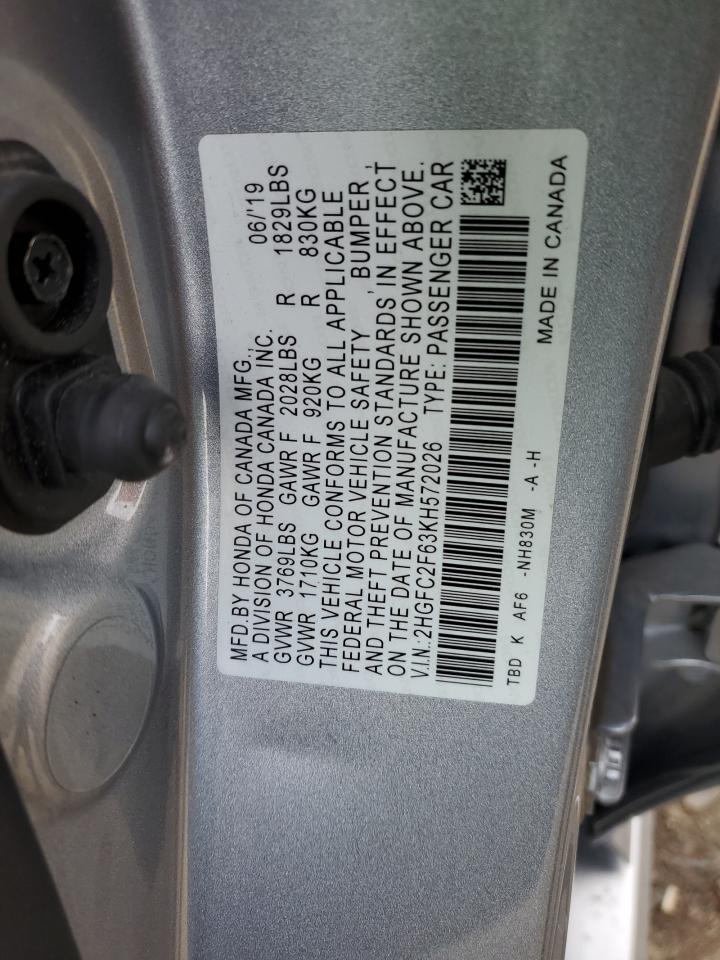 MFD.BY HONDA OF CANADA MFG., 06/'19
A DIVISION OF HONDA CANADA INC.
GVWR 3769LBS GAWR F 2028LBS R 1829LBS
GVWR 1710KG GAWR F 920KG R 830KG
THIS VEHICLE CONFORMS TO ALL APPLICABLE
FEDERAL MOTOR VEHICLE SAFETY, BUMPER,
AND THEFT PREVENTION STANDARDS IN EFFECT
ON THE DATE OF MANUFACTURE SHOWN ABOVE.
V.I.N.:2HGFC2F63KH572026 TYPE: PASSENGER CAR
TBD K AF6 -NH830M -A -H MADE IN CANADA